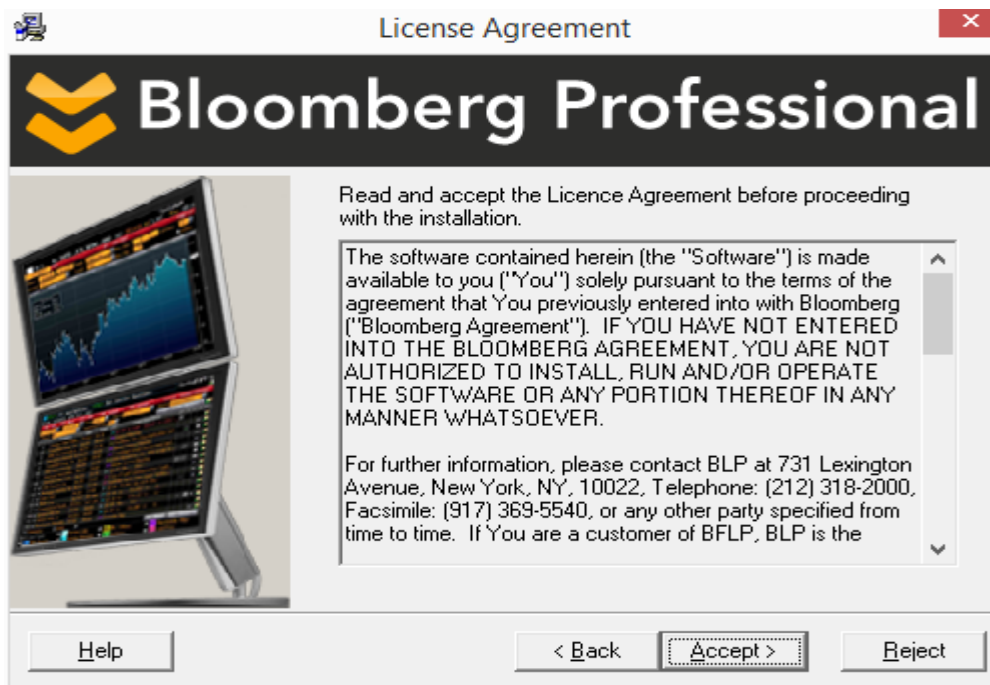 License Agreement
Bloomberg Professional
Read and accept the Licence Agreement before proceeding
with the installation.
The software contained herein (the "Software") is made
available to you ("You") solely pursuant to the terms of the
agreement that You previously entered into with Bloomberg
("Bloomberg Agreement").  IF YOU HAVE NOT ENTERED
INTO THE BLOOMBERG AGREEMENT, YOU ARE NOT
AUTHORIZED TO INSTALL, RUN AND/OR OPERATE
THE SOFTWARE OR ANY PORTION THEREOF IN ANY
MANNER WHATSOEVER.
For further information, please contact BLP at 731 Lexington
Avenue, New York, NY, 10022, Telephone: (212) 318-2000,
Facsimile: (917) 369-5540, or any other party specified from
time to time.  If You are a customer of BFLP, BLP is the
Help
< Back
Accept >
Reject